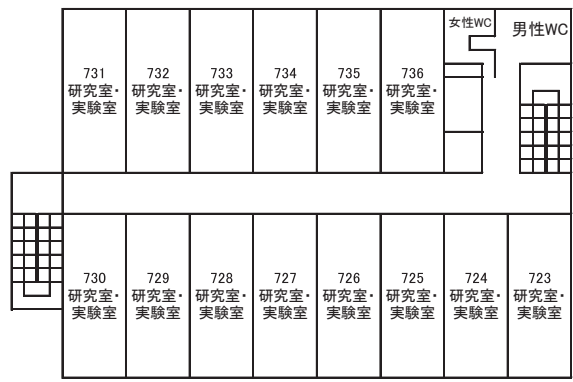 女性WC
男性WC
731
研究室・
実験室
732
研究室・
実験室
733
研究室・
実験室
734
研究室・
実験室
735
研究室・
実験室
736
研究室・
実験室
730
研究室・
実験室
729
研究室・
実験室
728
研究室・
実験室
727
研究室・
実験室
726
研究室・
実験室
725
研究室・
実験室
724
研究室・
実験室
723
研究室・
実験室